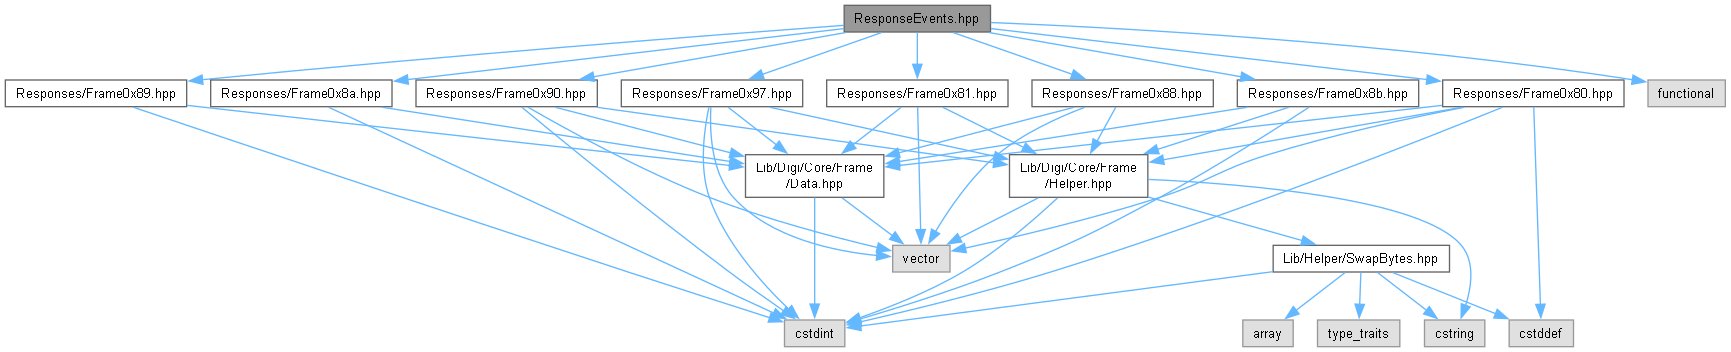 ResponseEvents.hpp
Responses/Frame0x89.hpp
Responses/Frame0x8a.hpp
Responses/Frame0x90.hpp
Responses/Frame0x97.hpp
Responses/Frame0x81.hpp
Responses/Frame0x88.hpp
Responses/Frame0x8b.hpp
Responses/Frame0x80.hpp
functional
Lib/Digi/Core/Frame
/Data.hpp
Lib/Digi/Core/Frame
/Helper.hpp
vector
Lib/Helper/SwapBytes.hpp
cstdint
array
type_traits
cstring
cstddef